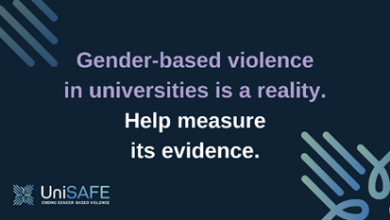 Gender-based violence
in universities is a reality.
Help measure
its evidence.
UniSAFE
ENDING GENDER-BASED VIOLENCE